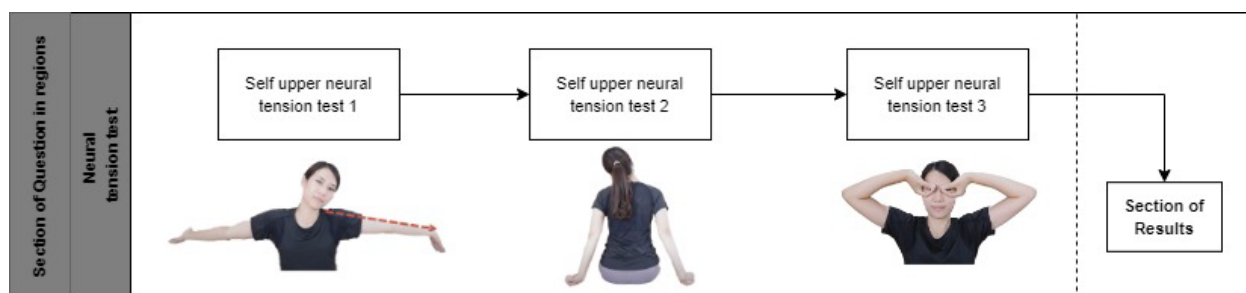 Section of Question in regions
Neural
tension test
Self upper neural
tension test 1
Self upper neural
tension test 2
Self upper neural
tension test 3
Section of
Results